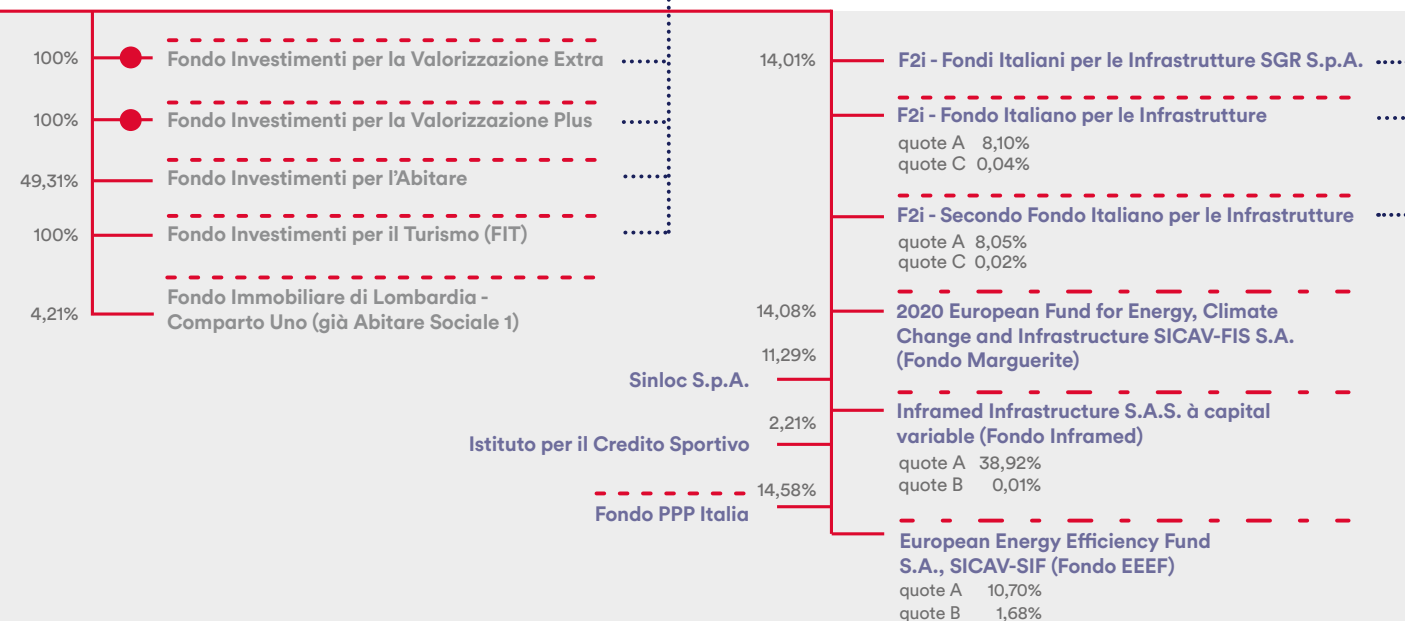 100%
Fondo Investimenti per la Valorizzazione Extra
100%
Fondo Investimenti per la Valorizzazione Plus
49,31%
Fondo Investimenti per l'Abitare
100%
Fondo Investimenti per il Turismo (FIT)
4,21%
Fondo Immobiliare di Lombardia -
Comparto Uno (già Abitare Sociale 1)
14,01%
F2i - Fondi Italiani per le Infrastrutture SGR S.p.A.
F2i - Fondo Italiano per le Infrastrutture
quote A 8,10%
quote C 0,04%
F2i - Secondo Fondo Italiano per le Infrastrutture
quote A 8,05%
quote C 0,02%
14,08%
2020 European Fund for Energy, Climate
Change and Infrastructure SICAV-FIS S.A.
(Fondo Marguerite)
11,29%
Sinloc S.p.A.
Inframed Infrastructure S.A.S. à capital
variable (Fondo Inframed)
quote A 38,92%
quote B 0,01%
2,21%
Istituto per il Credito Sportivo
14,58%
Fondo PPP Italia
European Energy Efficiency Fund
S.A., SICAV-SIF (Fondo EEEF)
quote A 10,70%
quote B 1,68%